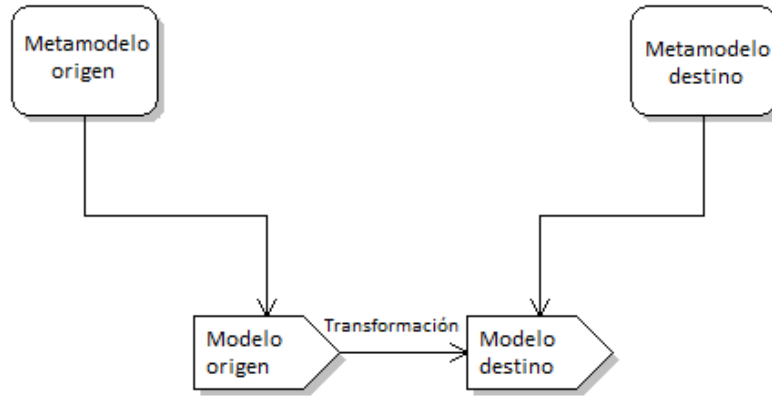 Metamodelo
origen
Metamodelo
destino
Transformación
Modelo
origen
Modelo
destino